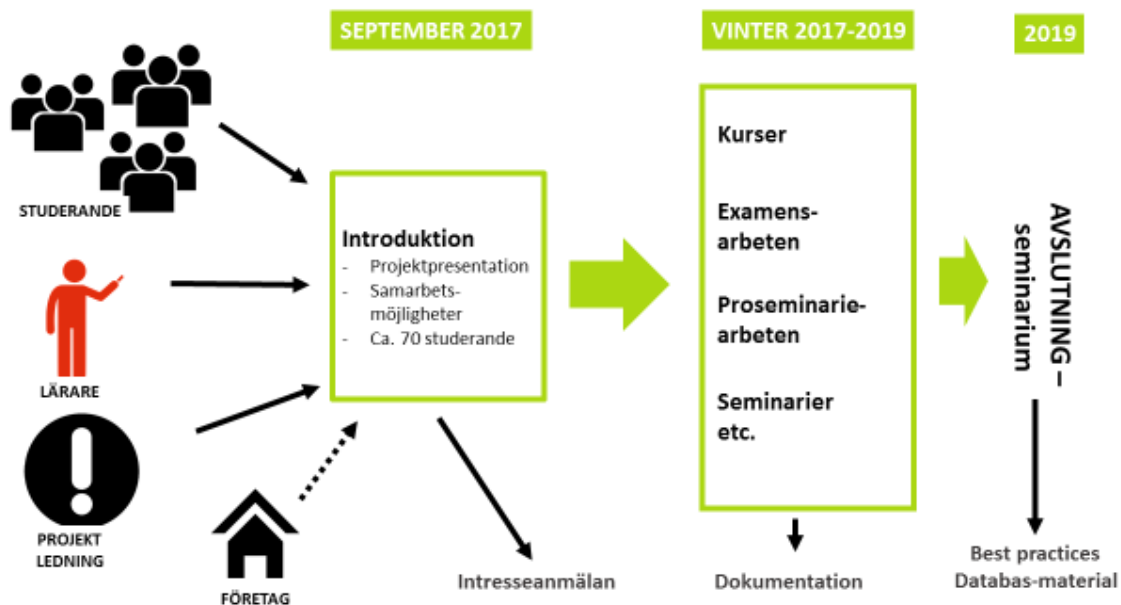 SEPTEMBER 2017
VINTER 2017-2019
2019
STUDERANDE
LÄRARE
PROJEKT
LEDNING
FÖRETAG
Introduktion
- Projektpresentation
- Samarbets-
möjligheter
- Ca. 70 studerande
Intresseanmälan
Kurser
Examens-
arbeten
Proseminarie-
arbeten
Seminarier
etc.
Dokumentation
AVSLUTNING –
seminarium
Best practices
Databas-material